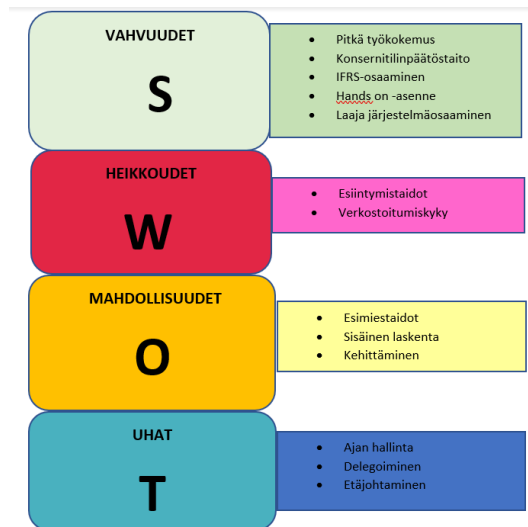 VAHVUUDET
S
• Pitkä työkokemus
• Konsernitilinpäätöstaito
• IFRS-osaaminen
• Hands on -asenne
• Laaja järjestelmäosaaminen
HEIKKOUDET
W
• Esiintymistaidot
• Verkostoitumiskyky
MAHDOLLISUUDET
O
• Esimiestaidot
• Sisäinen laskenta
• Kehittäminen
UHAT
T
• Ajan hallinta
• Delegoiminen
• Etäjohtaminen